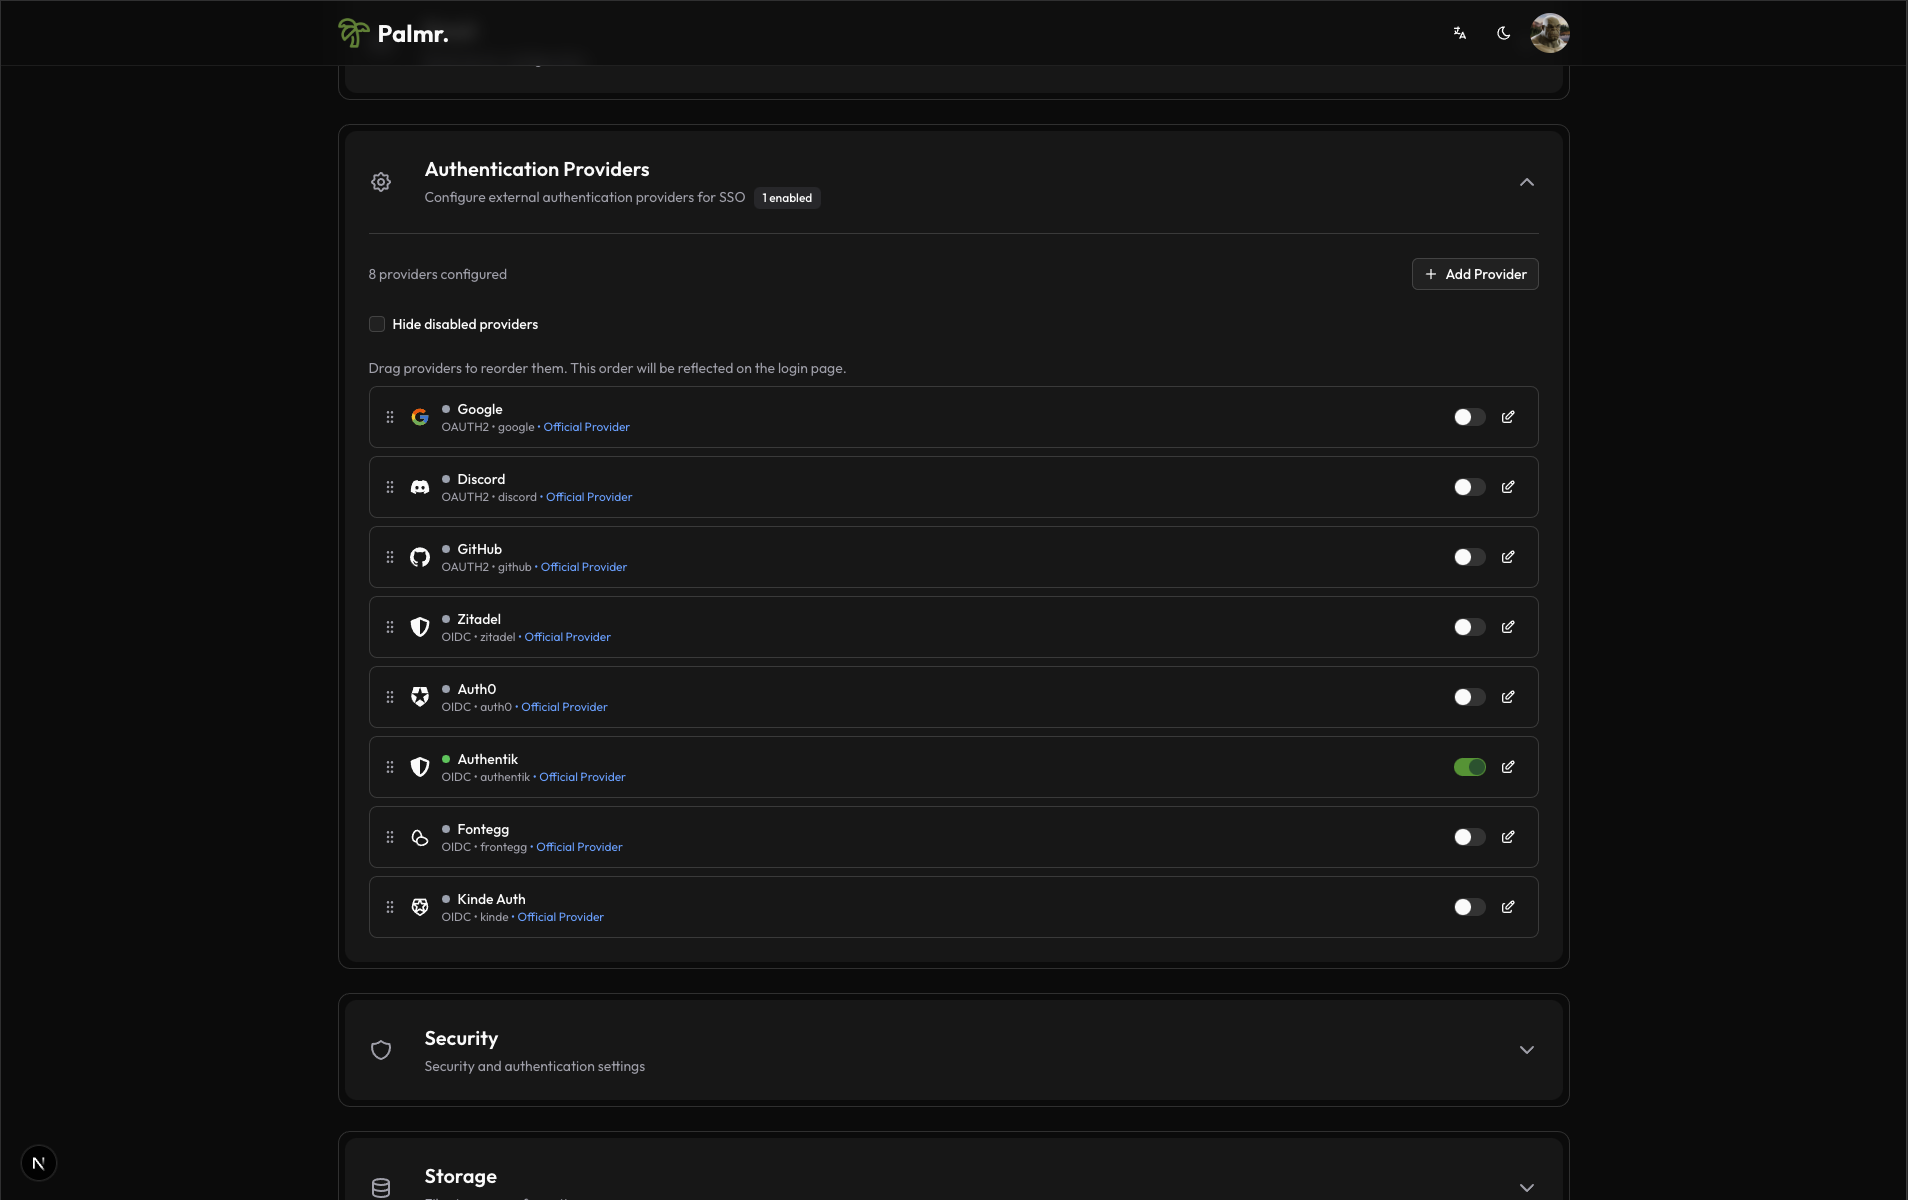 Palmr.
Authentication Providers
Configure external authentication providers for SSO 1 enabled
8 providers configured
Add Provider
Hide disabled providers
Drag providers to reorder them. This order will be reflected on the login page.
Google
OAUTH2 • google • Official Provider
Discord
OAUTH2 • discord • Official Provider
GitHub
OAUTH2 • github • Official Provider
Zitadel
OIDC • zitadel • Official Provider
Auth0
OIDC • auth0 • Official Provider
Authentik
OIDC • authentik • Official Provider
Fontegg
OIDC • frontegg • Official Provider
Kinde Auth
OIDC • kinde • Official Provider
Security
Security and authentication settings
N
Storage